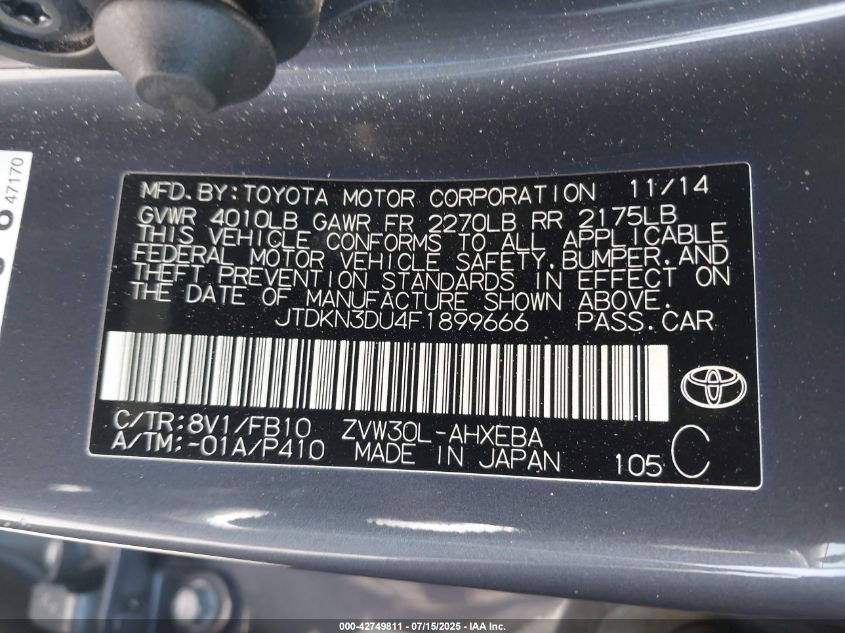 47170
MFD.BY:TOYOTA MOTOR CORPORATION 11/14
GVWR 4010LB GAWR FR 2270LB RR 2175LB
THIS VEHICLE CONFORMS TO ALL APPLICABLE
FEDERAL MOTOR VEHICLE SAFETY,BUMPER,AND
THEFT PREVENTION STANDARDS IN EFFECT ON
THE DATE OF MANUFACTURE SHOWN ABOVE.
JTDKN3DU4F1899666 PASS.CAR
C/TR:8V1/FB10 ZVW30L-AHXEBA
A/TM:-01A/P410 MADE IN JAPAN 105 C
000-42749811 - 07/15/2025 - IAA Inc.